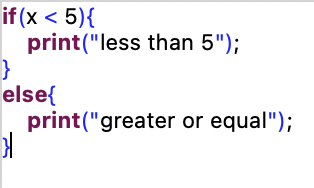 if(x < 5){
    print("less than 5");
}
else{
    print("greater or equal");
}